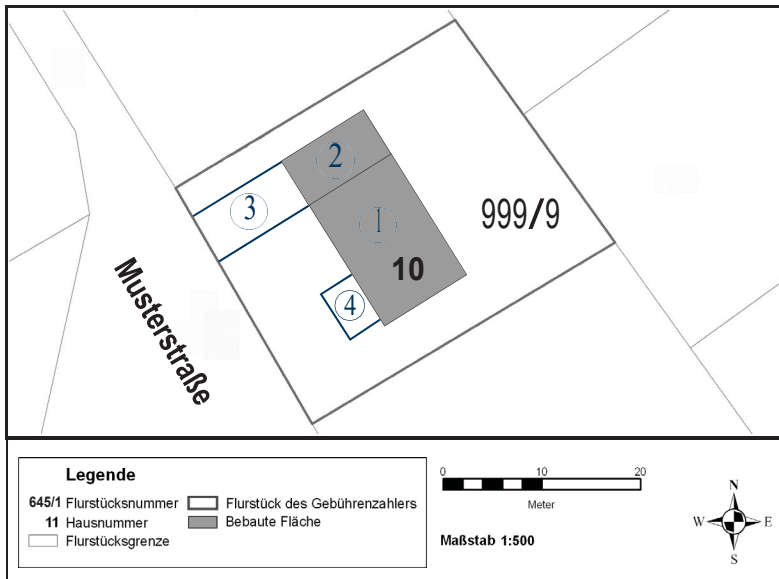 2
3
1
999/9
10
4
Musterstraße
Legende
645/1 Flurstücksnummer
11 Hausnummer
Flurstücksgrenze
Flurstück des Gebührenzahlers
Bebaute Fläche
0 10 20
Meter
Maßstab 1:500
N
W E
S